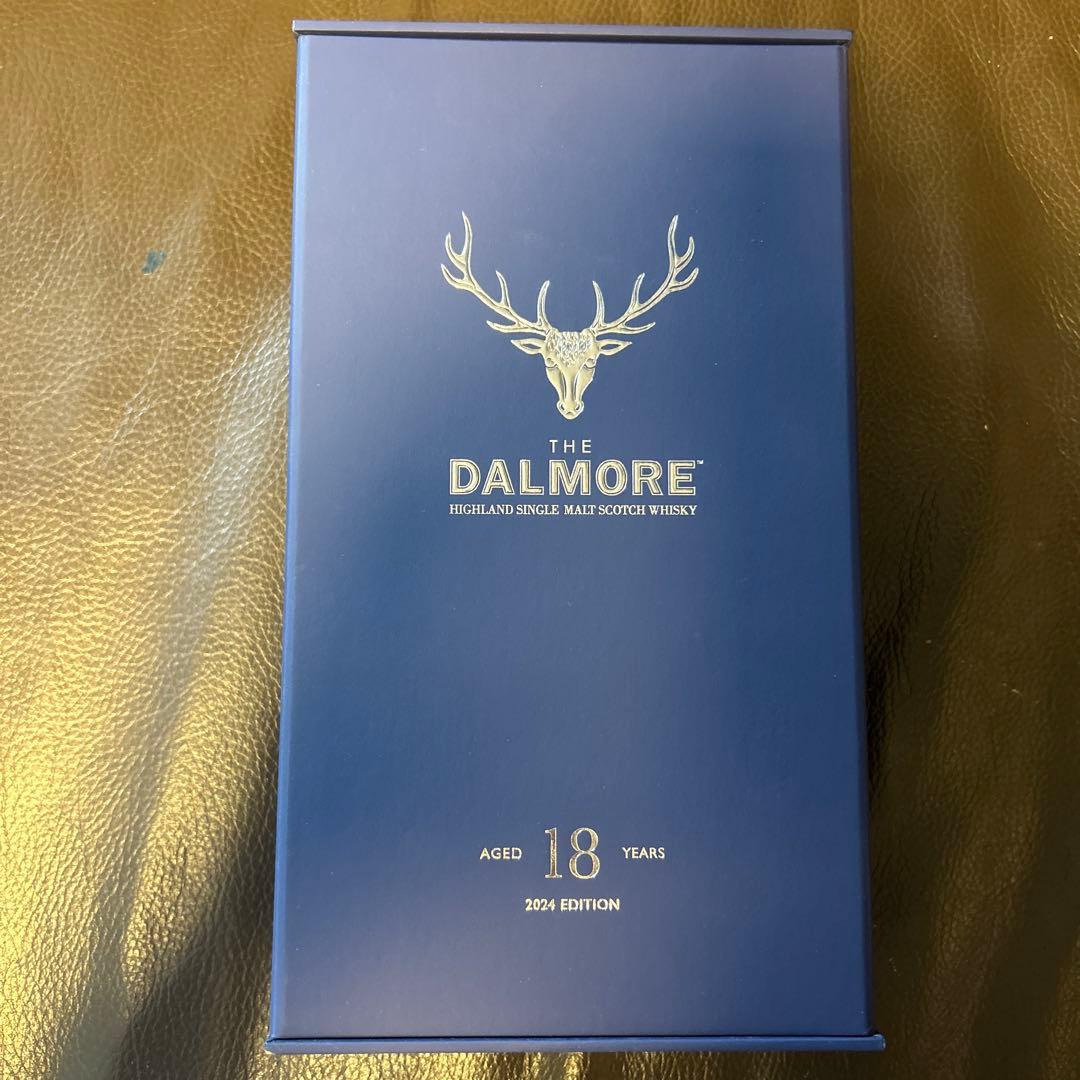 THE
DALMORE™
HIGHLAND SINGLE MALT SCOTCH WHISKY
AGED 18 YEARS
2024 EDITION